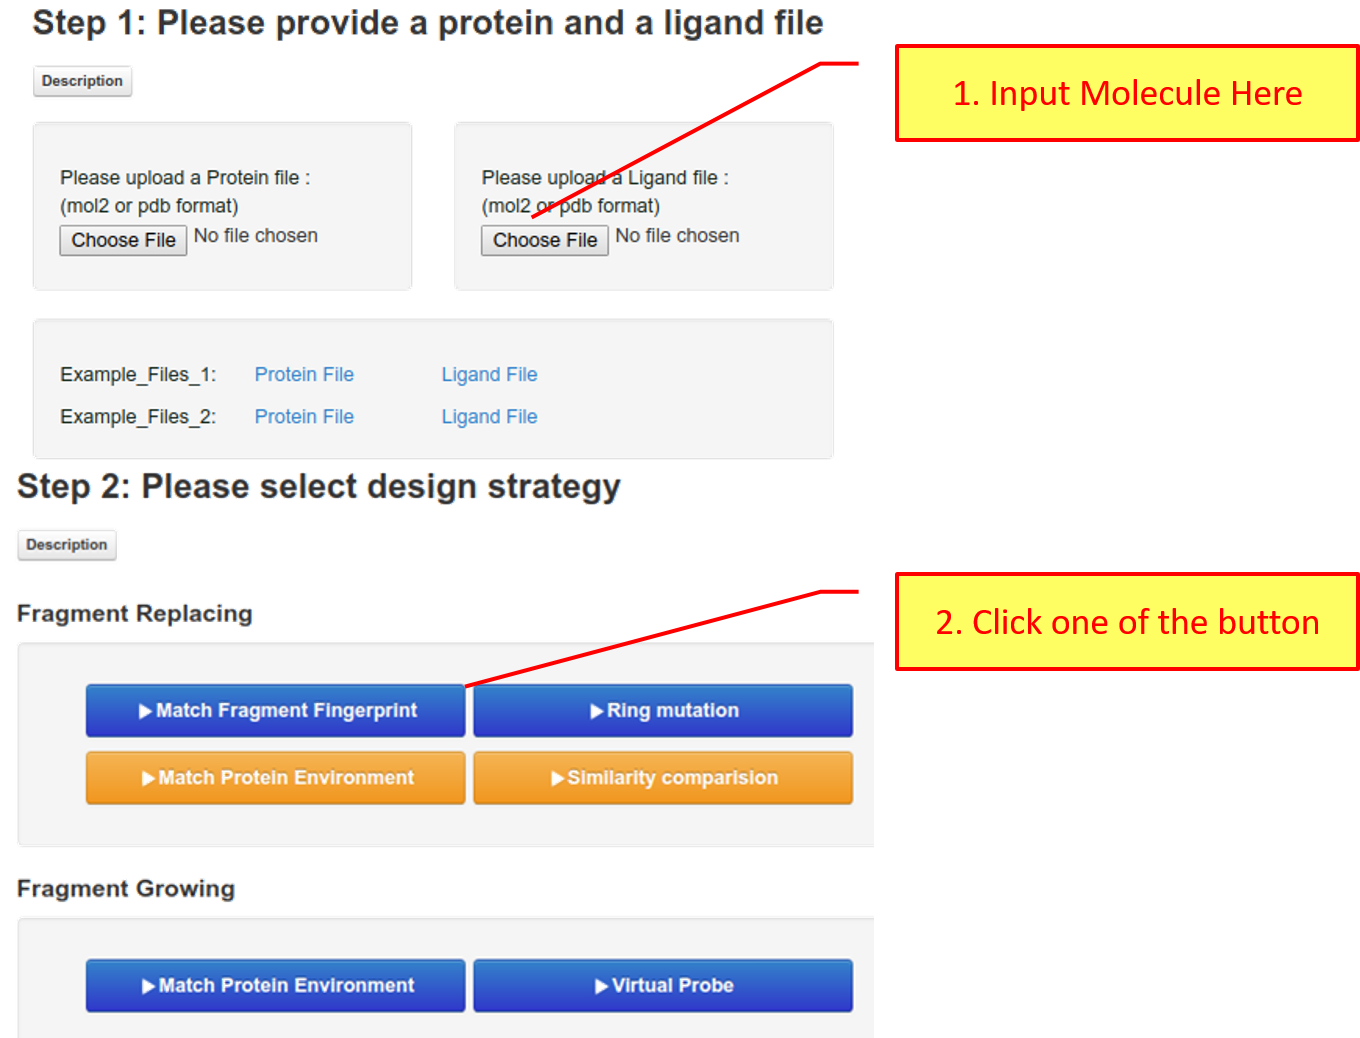 Step 1: Please provide a protein and a ligand file
1. Input Molecule Here
Description
Please upload a Protein file :
(mol2 or pdb format)
Choose File No file chosen
Please upload a Ligand file :
(mol2 or pdb format)
Choose File No file chosen
Example_Files_1: Protein File Ligand File
Example_Files_2: Protein File Ligand File
Step 2: Please select design strategy
Description
2. Click one of the button
Fragment Replacing
Match Fragment Fingerprint
Ring mutation
Match Protein Environment
Similarity comparision
Fragment Growing
Match Protein Environment
Virtual Probe